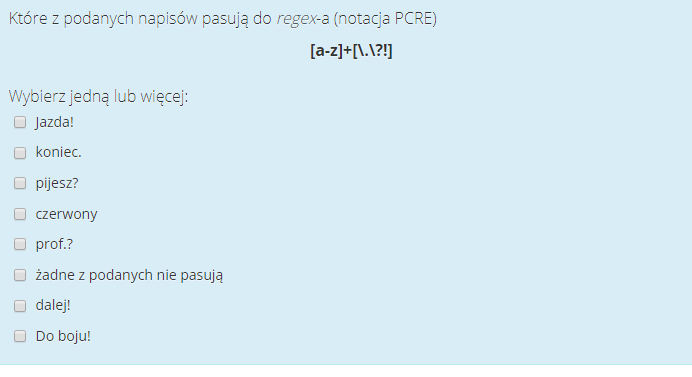 Które z podanych napisów pasują do regex-a (notacja PCRE)
[a-z]+[\.\?!]
Wybierz jedną lub więcej:
Jazda!
koniec.
pijesz?
czerwony
prof.?
żadne z podanych nie pasują
dalej!
Do boju!